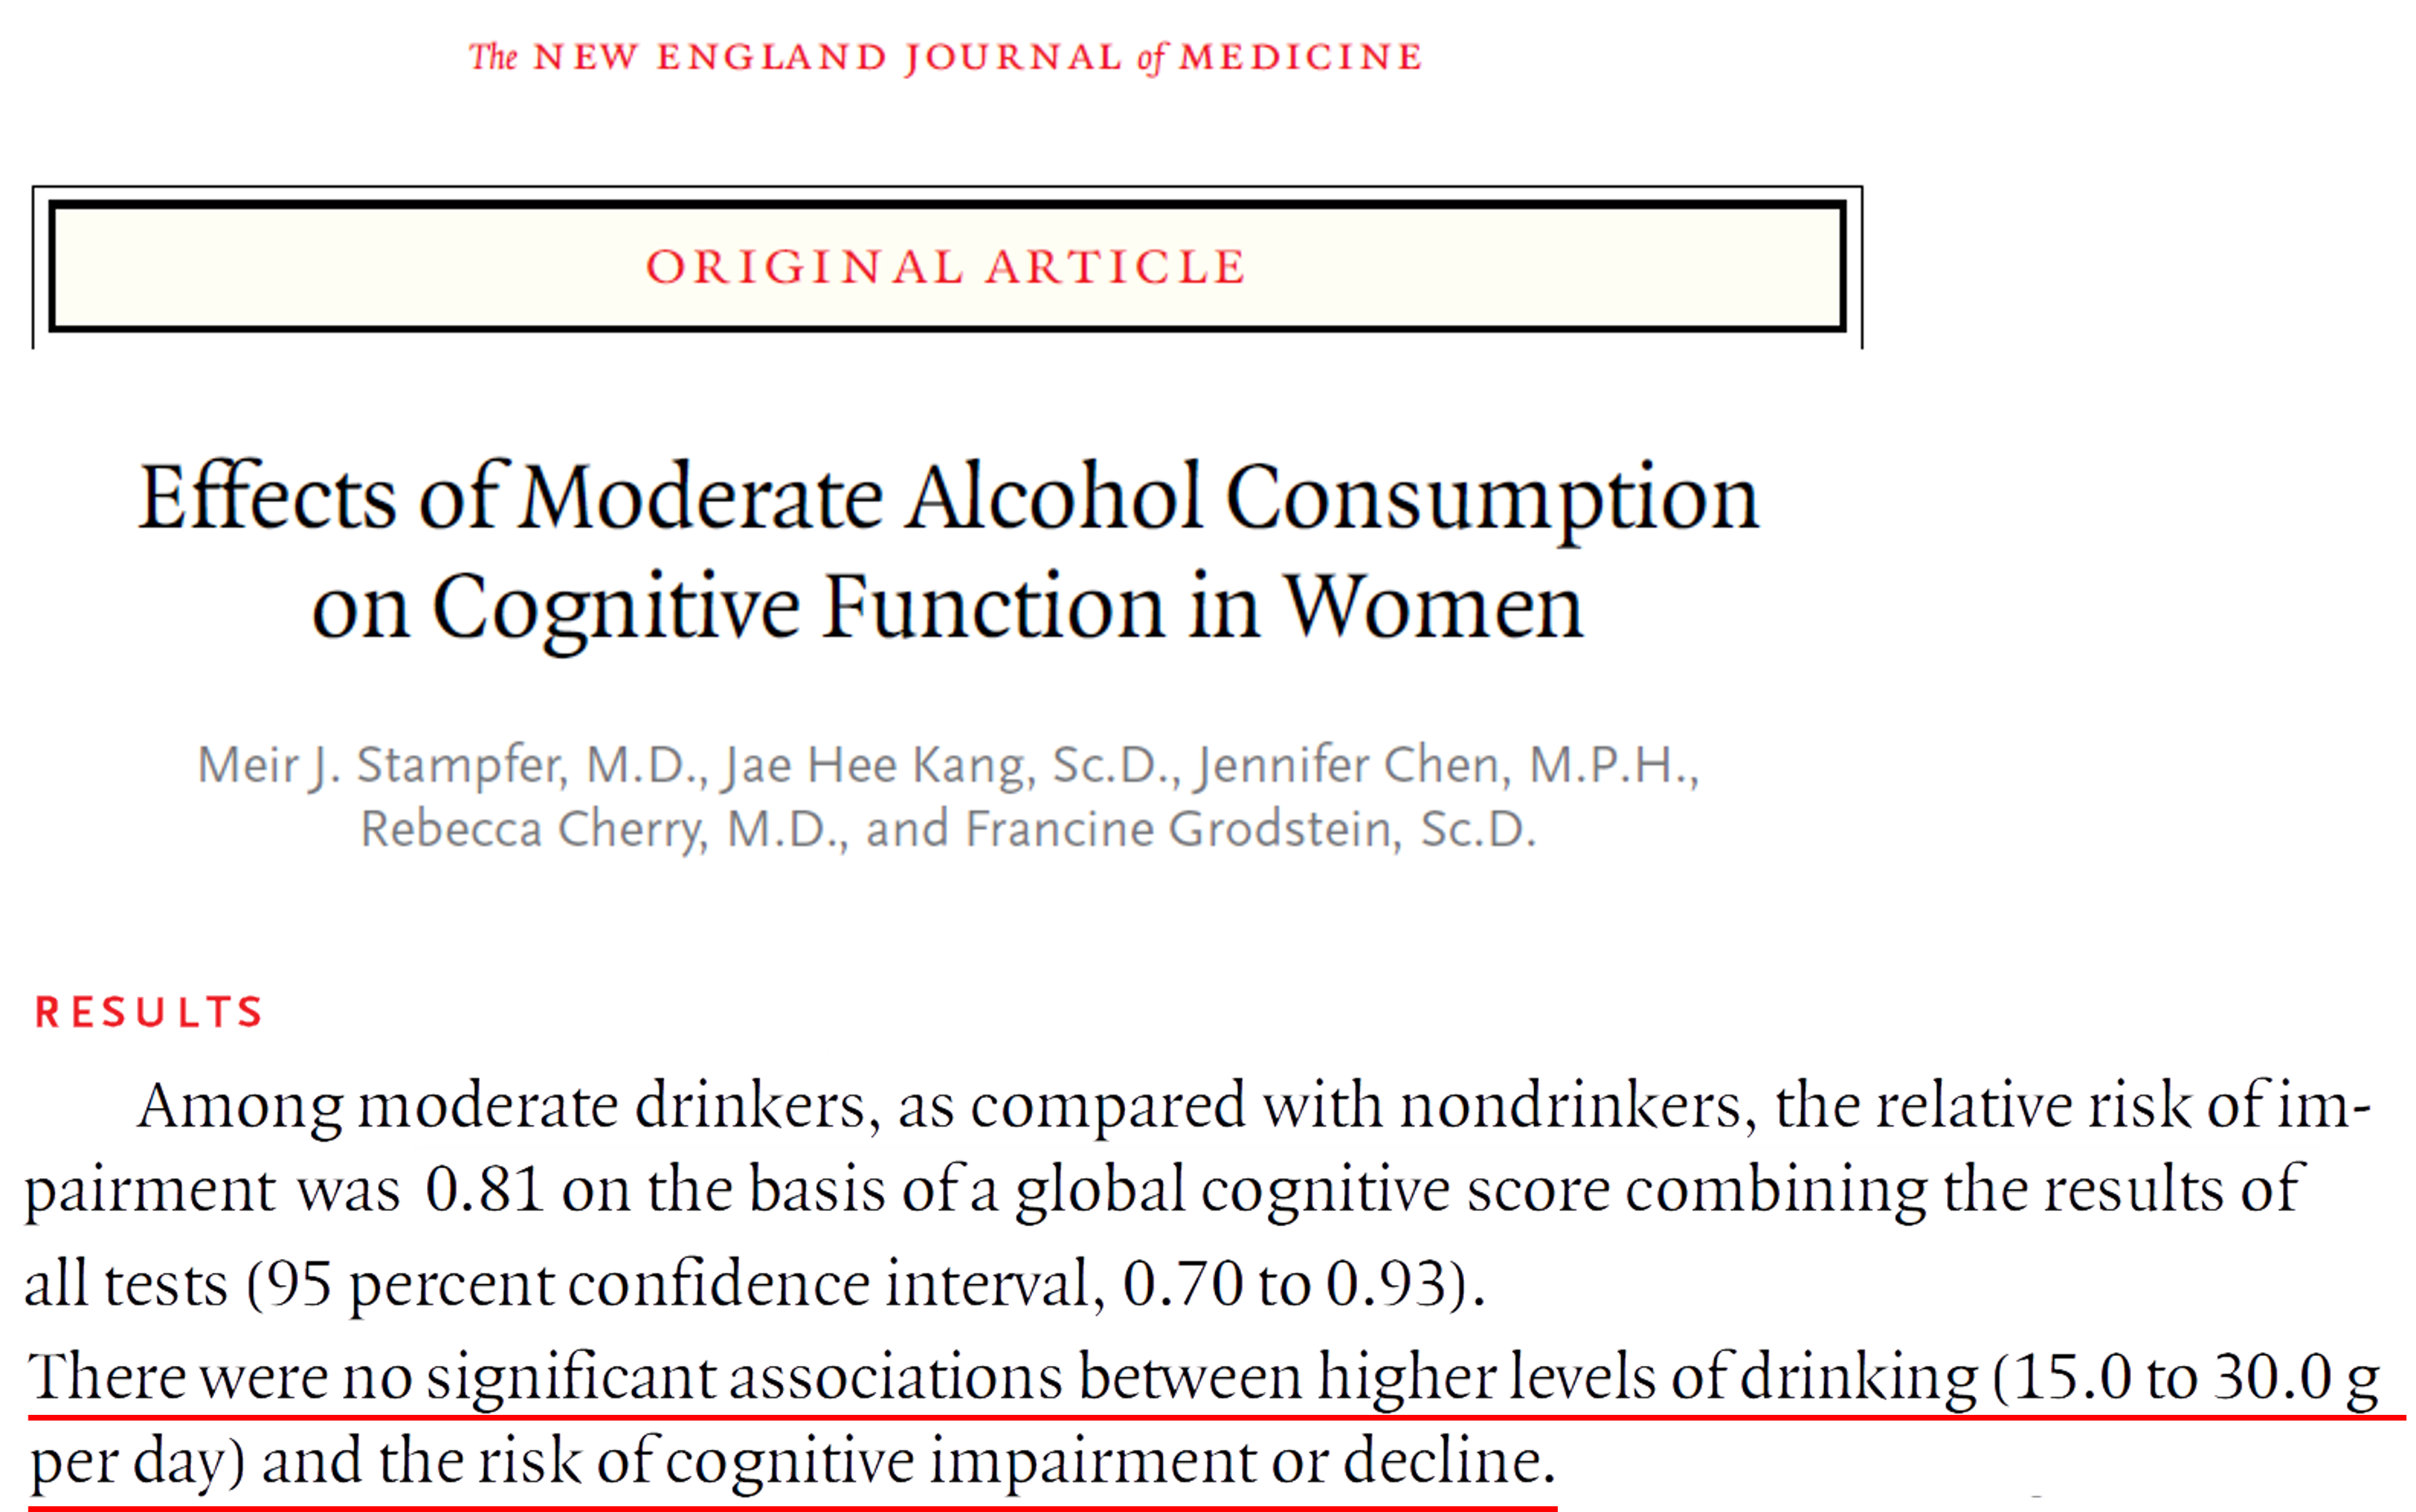 The NEW ENGLAND JOURNAL of MEDICINE
ORIGINAL ARTICLE
Effects of Moderate Alcohol Consumption
on Cognitive Function in Women
Meir J. Stampfer, M.D., Jae Hee Kang, Sc.D., Jennifer Chen, M.P.H.,
Rebecca Cherry, M.D., and Francine Grodstein, Sc.D.
RESULTS
Among moderate drinkers, as compared with nondrinkers, the relative risk of im-
pairment was 0.81 on the basis of a global cognitive score combining the results of
all tests (95 percent confidence interval, 0.70 to 0.93).
There were no significant associations between higher levels of drinking (15.0 to 30.0 g
per day) and the risk of cognitive impairment or decline.